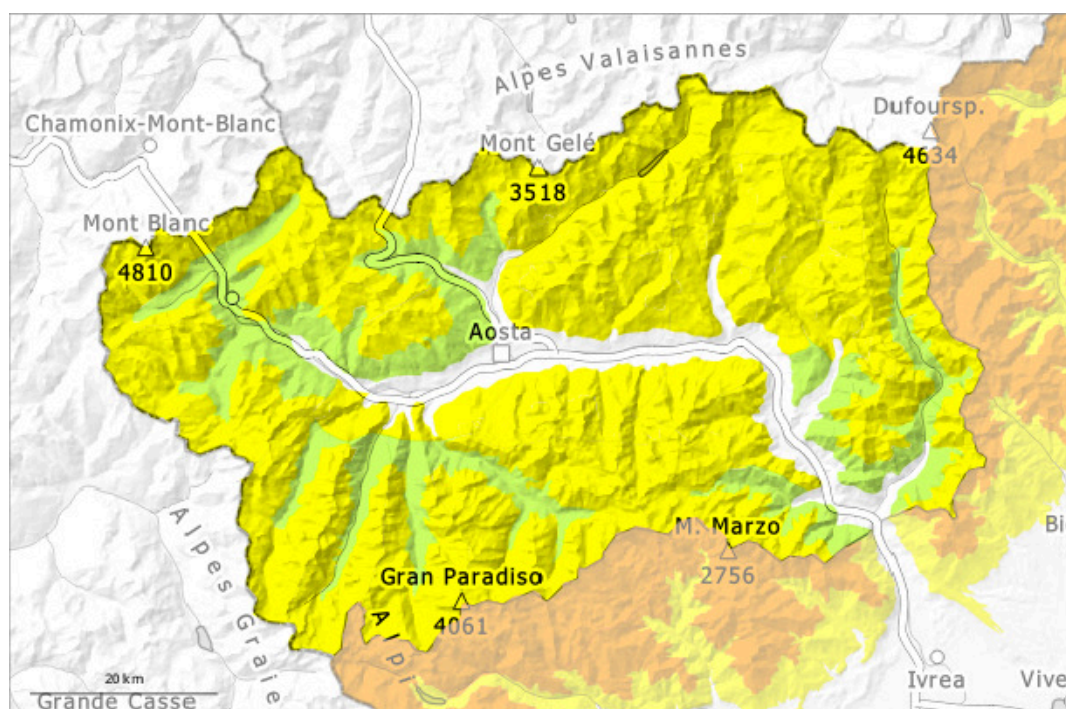 Alpes Valaisannes
Chamonix-Mont-Blanc
Dufoursp.
4634
Mont Gelé
3518
Mont Blanc
4810
Aosta
M. Marzo
2756
Gran Paradiso
4061
Alpi
Alpes Graie
20 km
Grande Casse
Ivrea
Vive
Bi